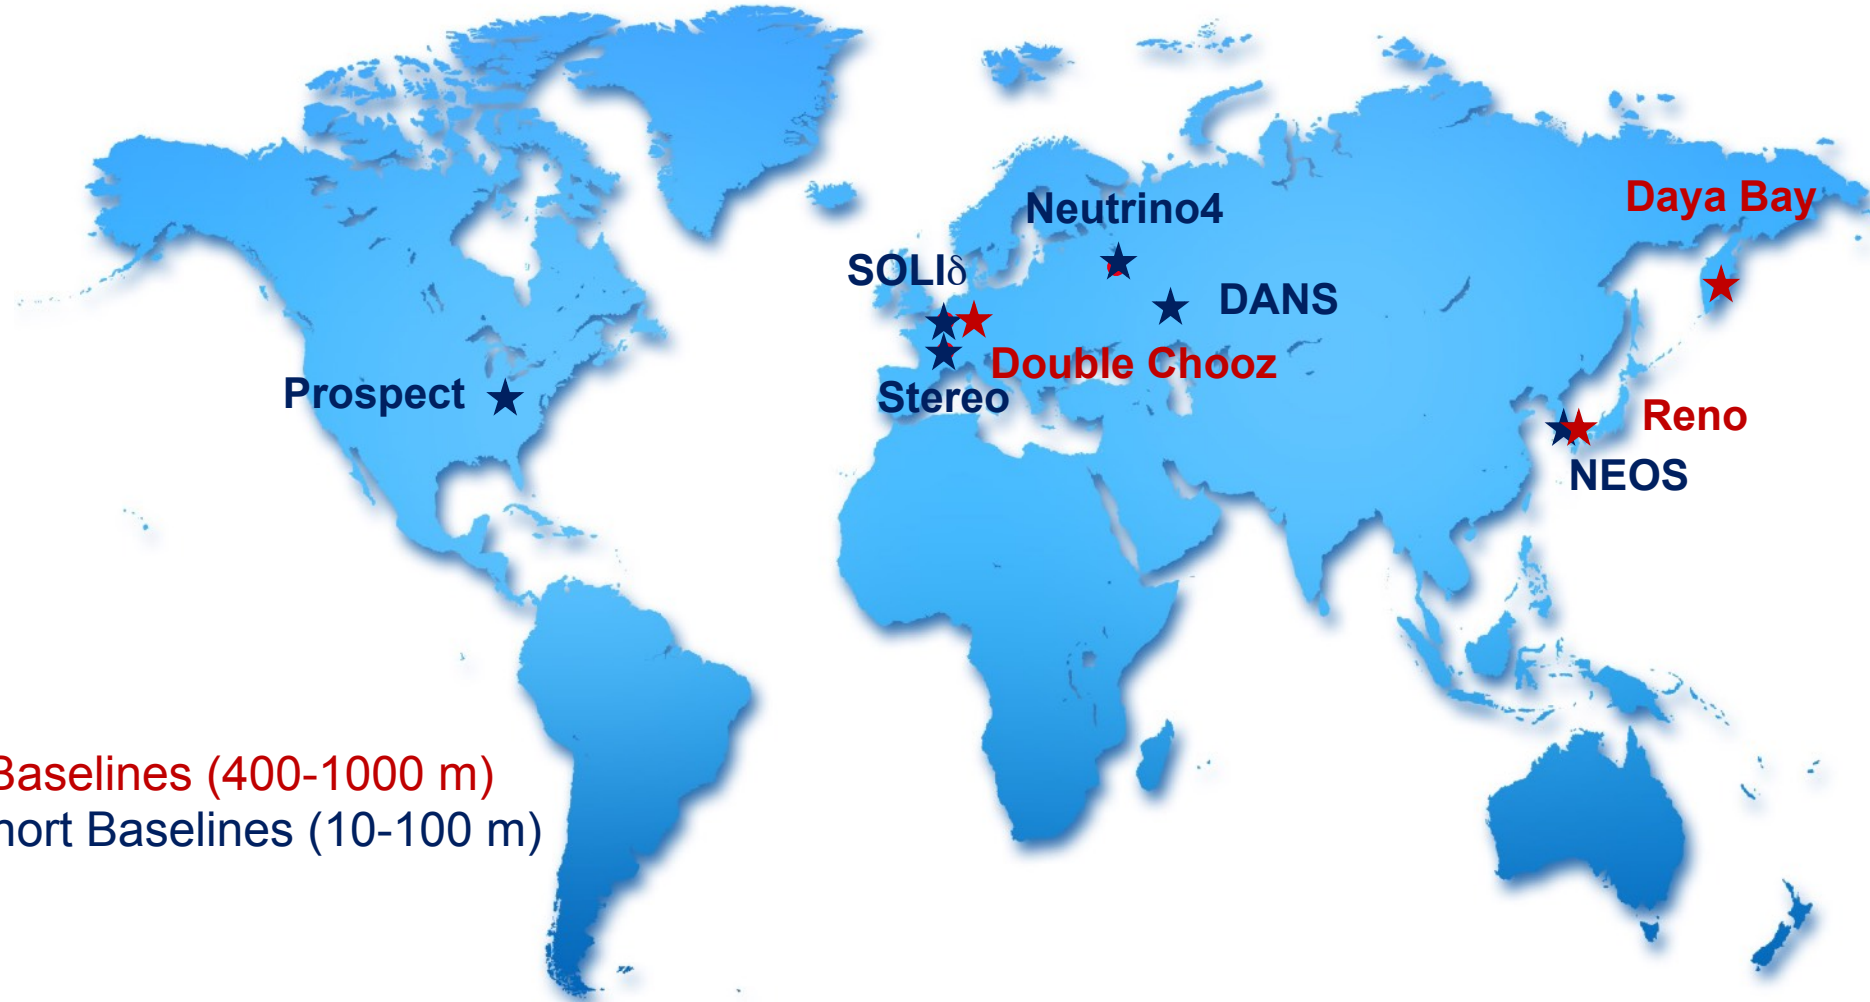 Daya Bay
Neutrino4
SOLIδ
DANS
Double Chooz
Prospect
Stereo
Reno
NEOS
Baselines (400-1000 m)
hort Baselines (10-100 m)